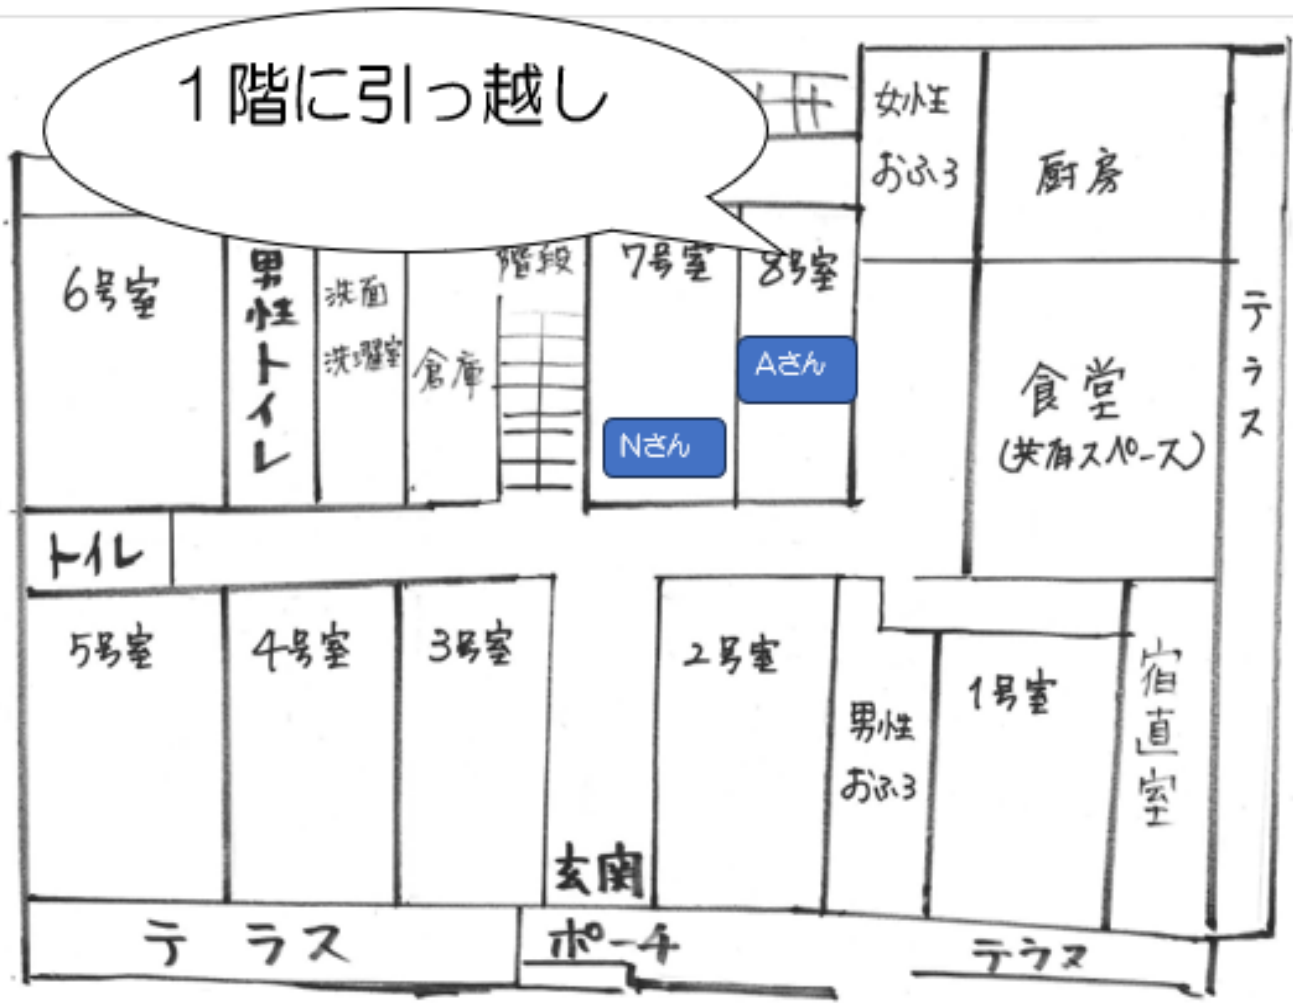 １階に引っ越し
女性
おふろ
厨房
6号室
男性トイレ
洗面
洗濯室
倉庫
階段
7号室
8号室
Aさん
Nさん
食堂
(共有スペース)
テラス
トイレ
5号室
4号室
3号室
2号室
男性
おふろ
1号室
宿直室
玄関
テラス
ポーチ
テラス